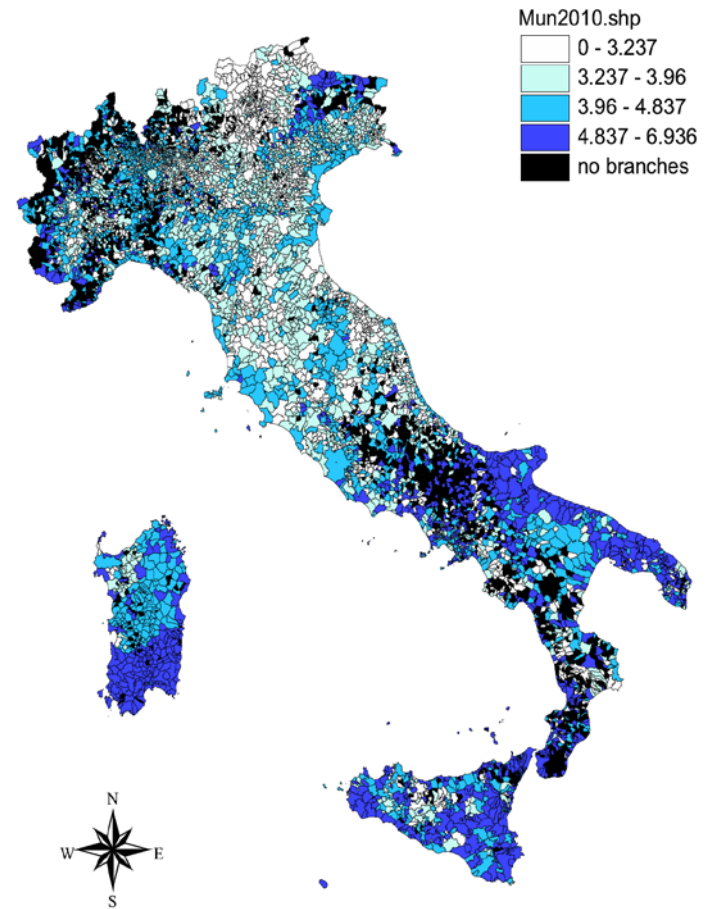 Mun2010.shp
0 - 3.237
3.237 - 3.96
3.96 - 4.837
4.837 - 6.936
no branches
N
W E
S